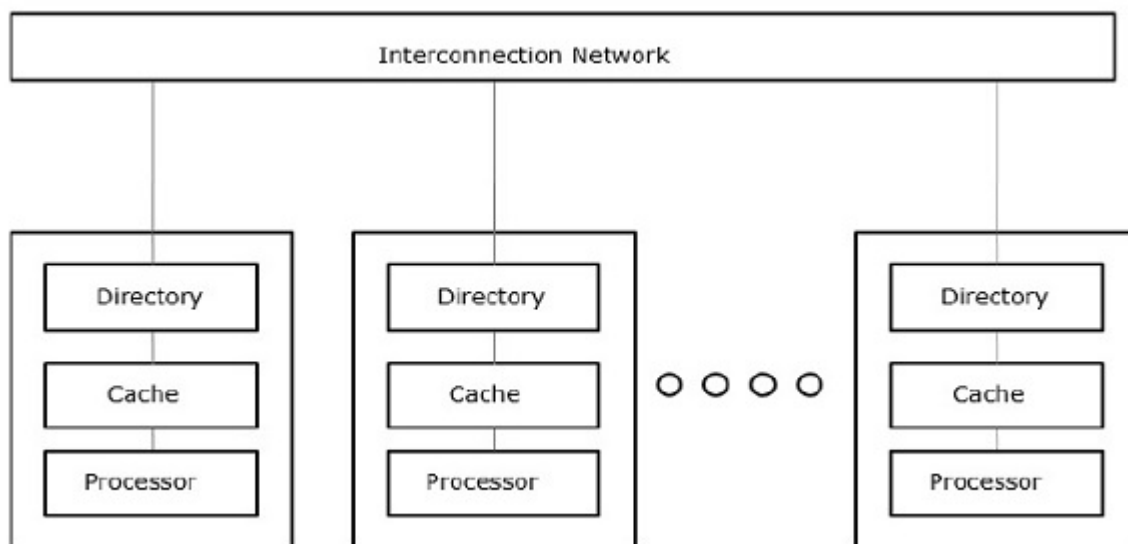 Interconnection Network
Directory
Directory
Directory
Cache
Cache
Cache
Processor
Processor
Processor